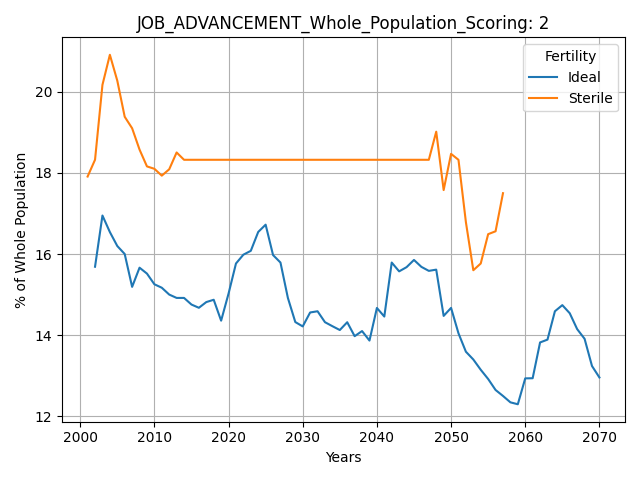 JOB_ADVANCEMENT_Whole_Population_Scoring: 2
Fertility
Ideal
Sterile
% of Whole Population
20
18
16
14
12
2000 2010 2020 2030 2040 2050 2060 2070
Years